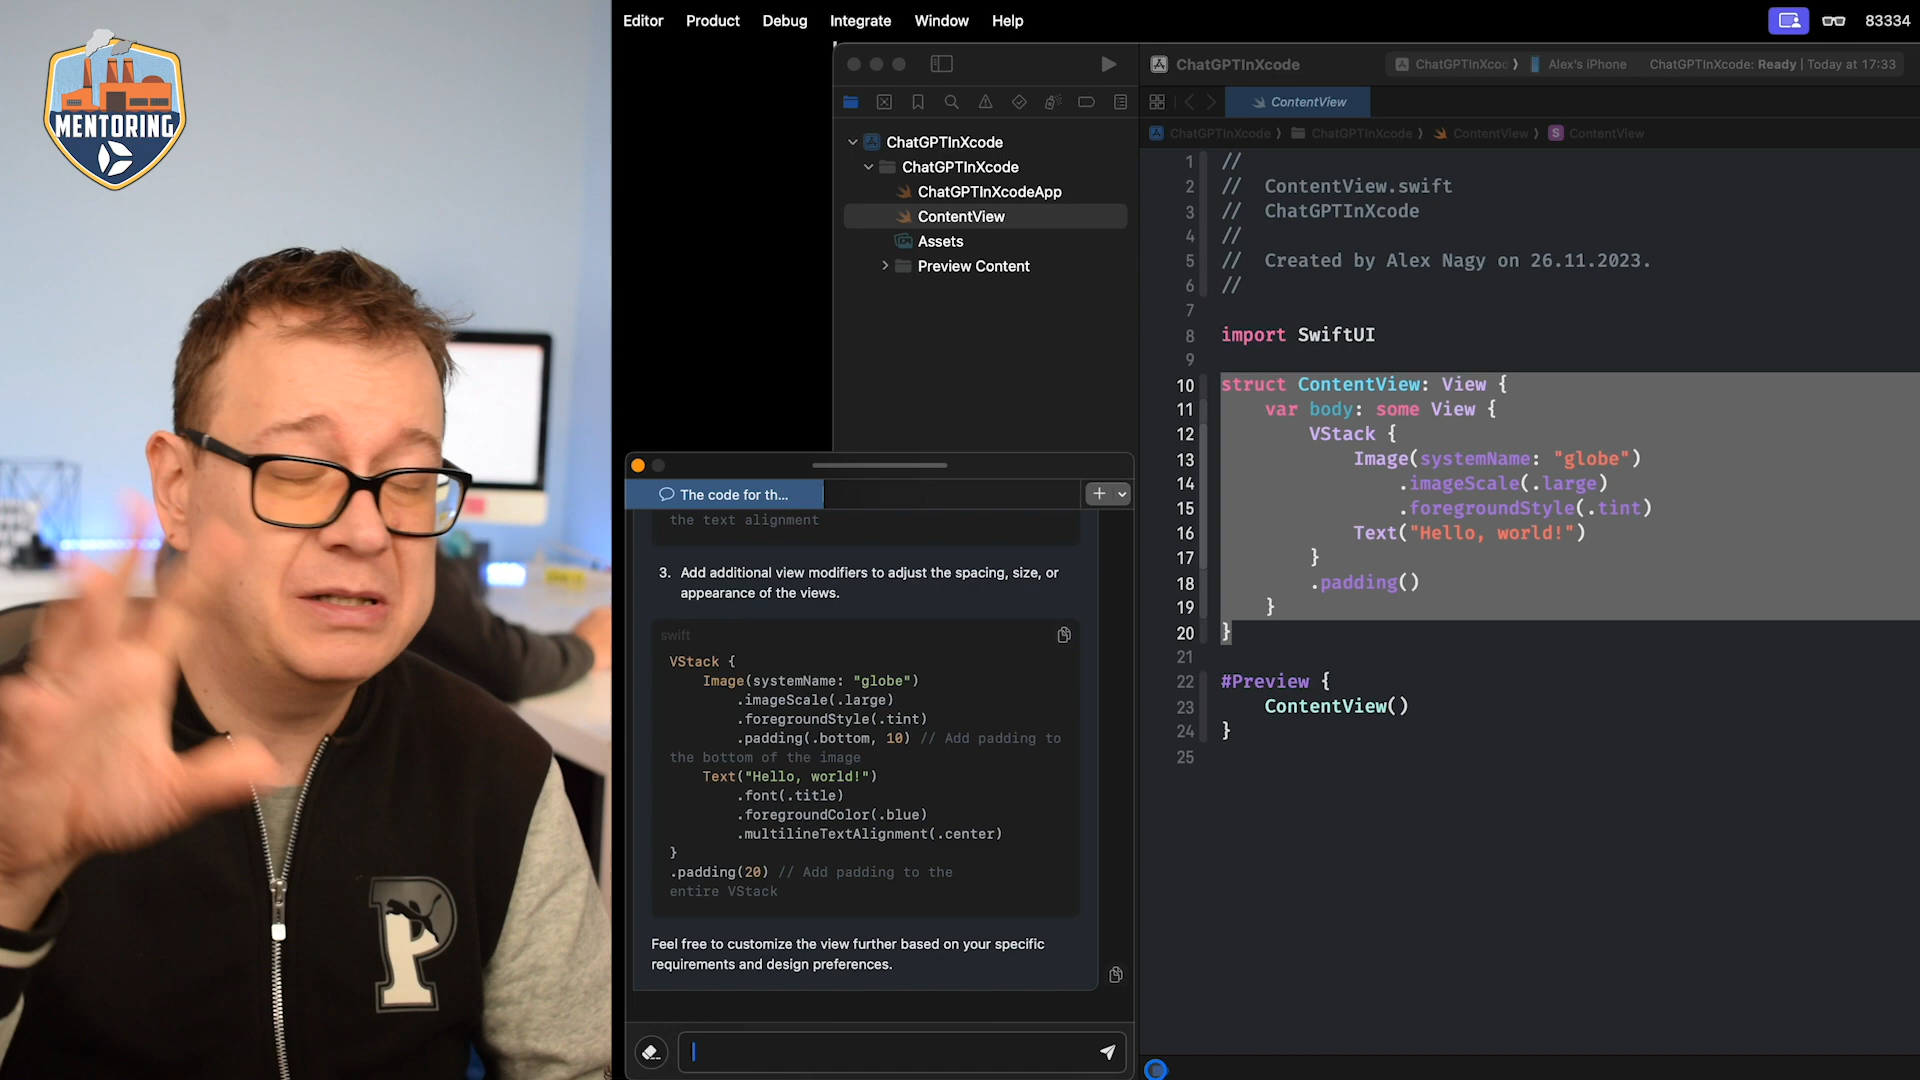 MENTORING
Editor Product Debug Integrate Window Help
83334
ChatGPTInXcode
ChatGPTInXcod
Alex's iPhone
ChatGPTInXcode: Ready | Today at 17:33
ContentView
ChatGPTInXcode
ChatGPTInXcode
ContentView
ContentView
ChatGPTInXcode
ChatGPTInXcode
ChatGPTInXcodeApp
ContentView
Assets
Preview Content
1 //
2 // ContentView.swift
3 // ChatGPTInXcode
4 //
5 // Created by Alex Nagy on 26.11.2023.
6 //
7
8 import SwiftUI
9
10 struct ContentView: View {
11 var body: some View {
12 VStack {
13 Image(systemName: "globe")
14 .imageScale(.large)
15 .foregroundStyle(.tint)
16 Text("Hello, world!")
17 }
18 .padding()
19 }
20 }
21
22 #Preview {
23 ContentView()
24 }
25
The code for th...
the text alignment
3. Add additional view modifiers to adjust the spacing, size, or
appearance of the views.
swift
VStack {
Image(systemName: "globe")
.imageScale(.large)
.foregroundStyle(.tint)
.padding(.bottom, 10) // Add padding to
the bottom of the image
Text("Hello, world!")
.font(.title)
.foregroundColor(.blue)
.multilineTextAlignment(.center)
}
.padding(20) // Add padding to the
entire VStack
Feel free to customize the view further based on your specific
requirements and design preferences.
P